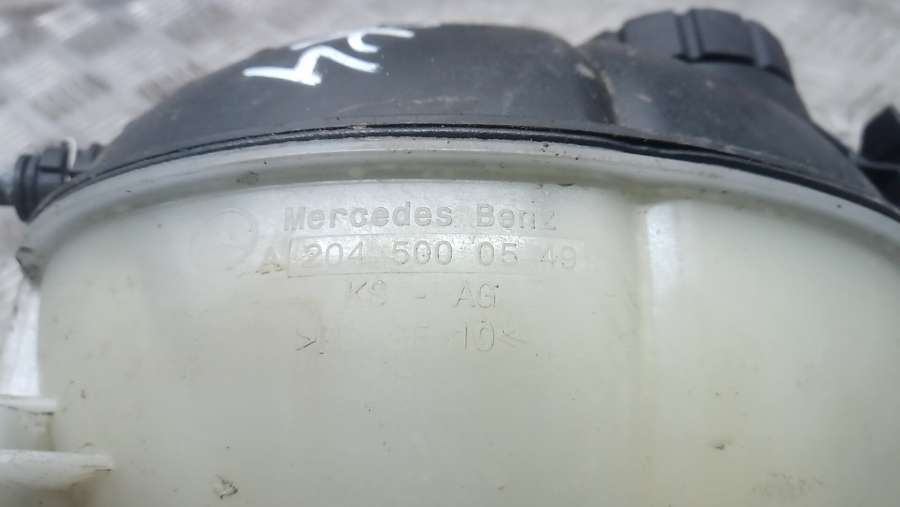 Mercedes Benz
A 204 500 05 49
KS - AG